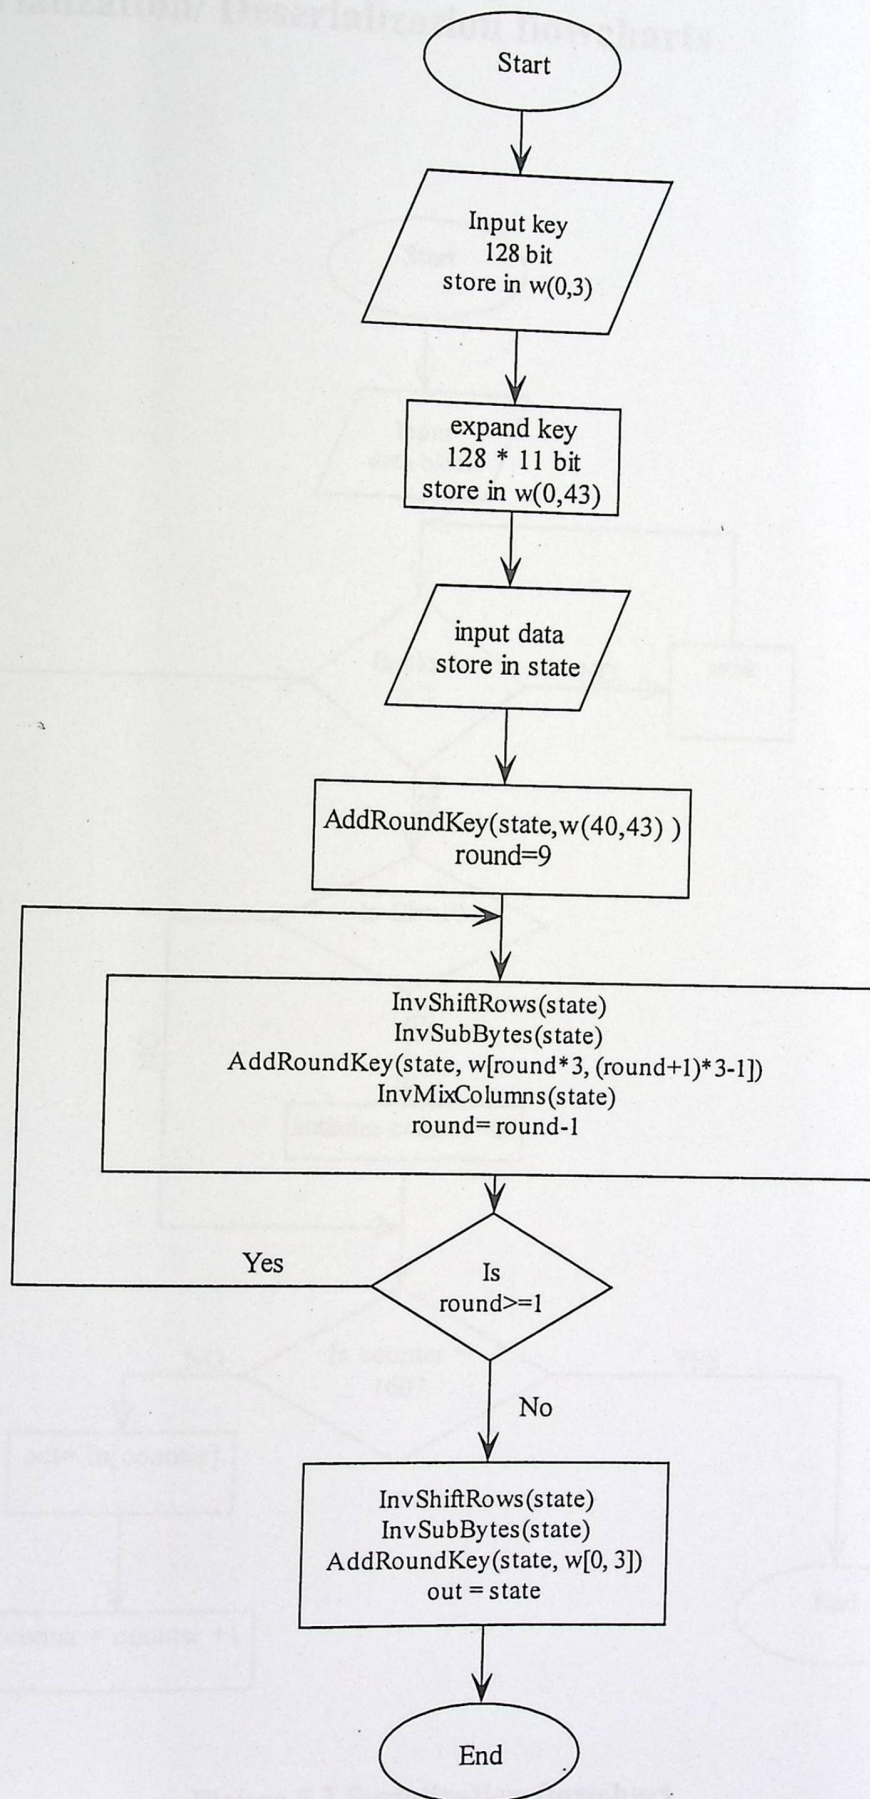 Start
Input key
128 bit
store in w(0,3)
expand key
128 * 11 bit
store in w(0,43)
input data
store in state
AddRoundKey(state,w(40,43) )
round=9
InvShiftRows(state)
InvSubBytes(state)
AddRoundKey(state, w[round*3, (round+1)*3-1])
InvMixColumns(state)
round= round-1
Yes
Is
round>=1
No
InvShiftRows(state)
InvSubBytes(state)
AddRoundKey(state, w[0, 3])
out = state
End